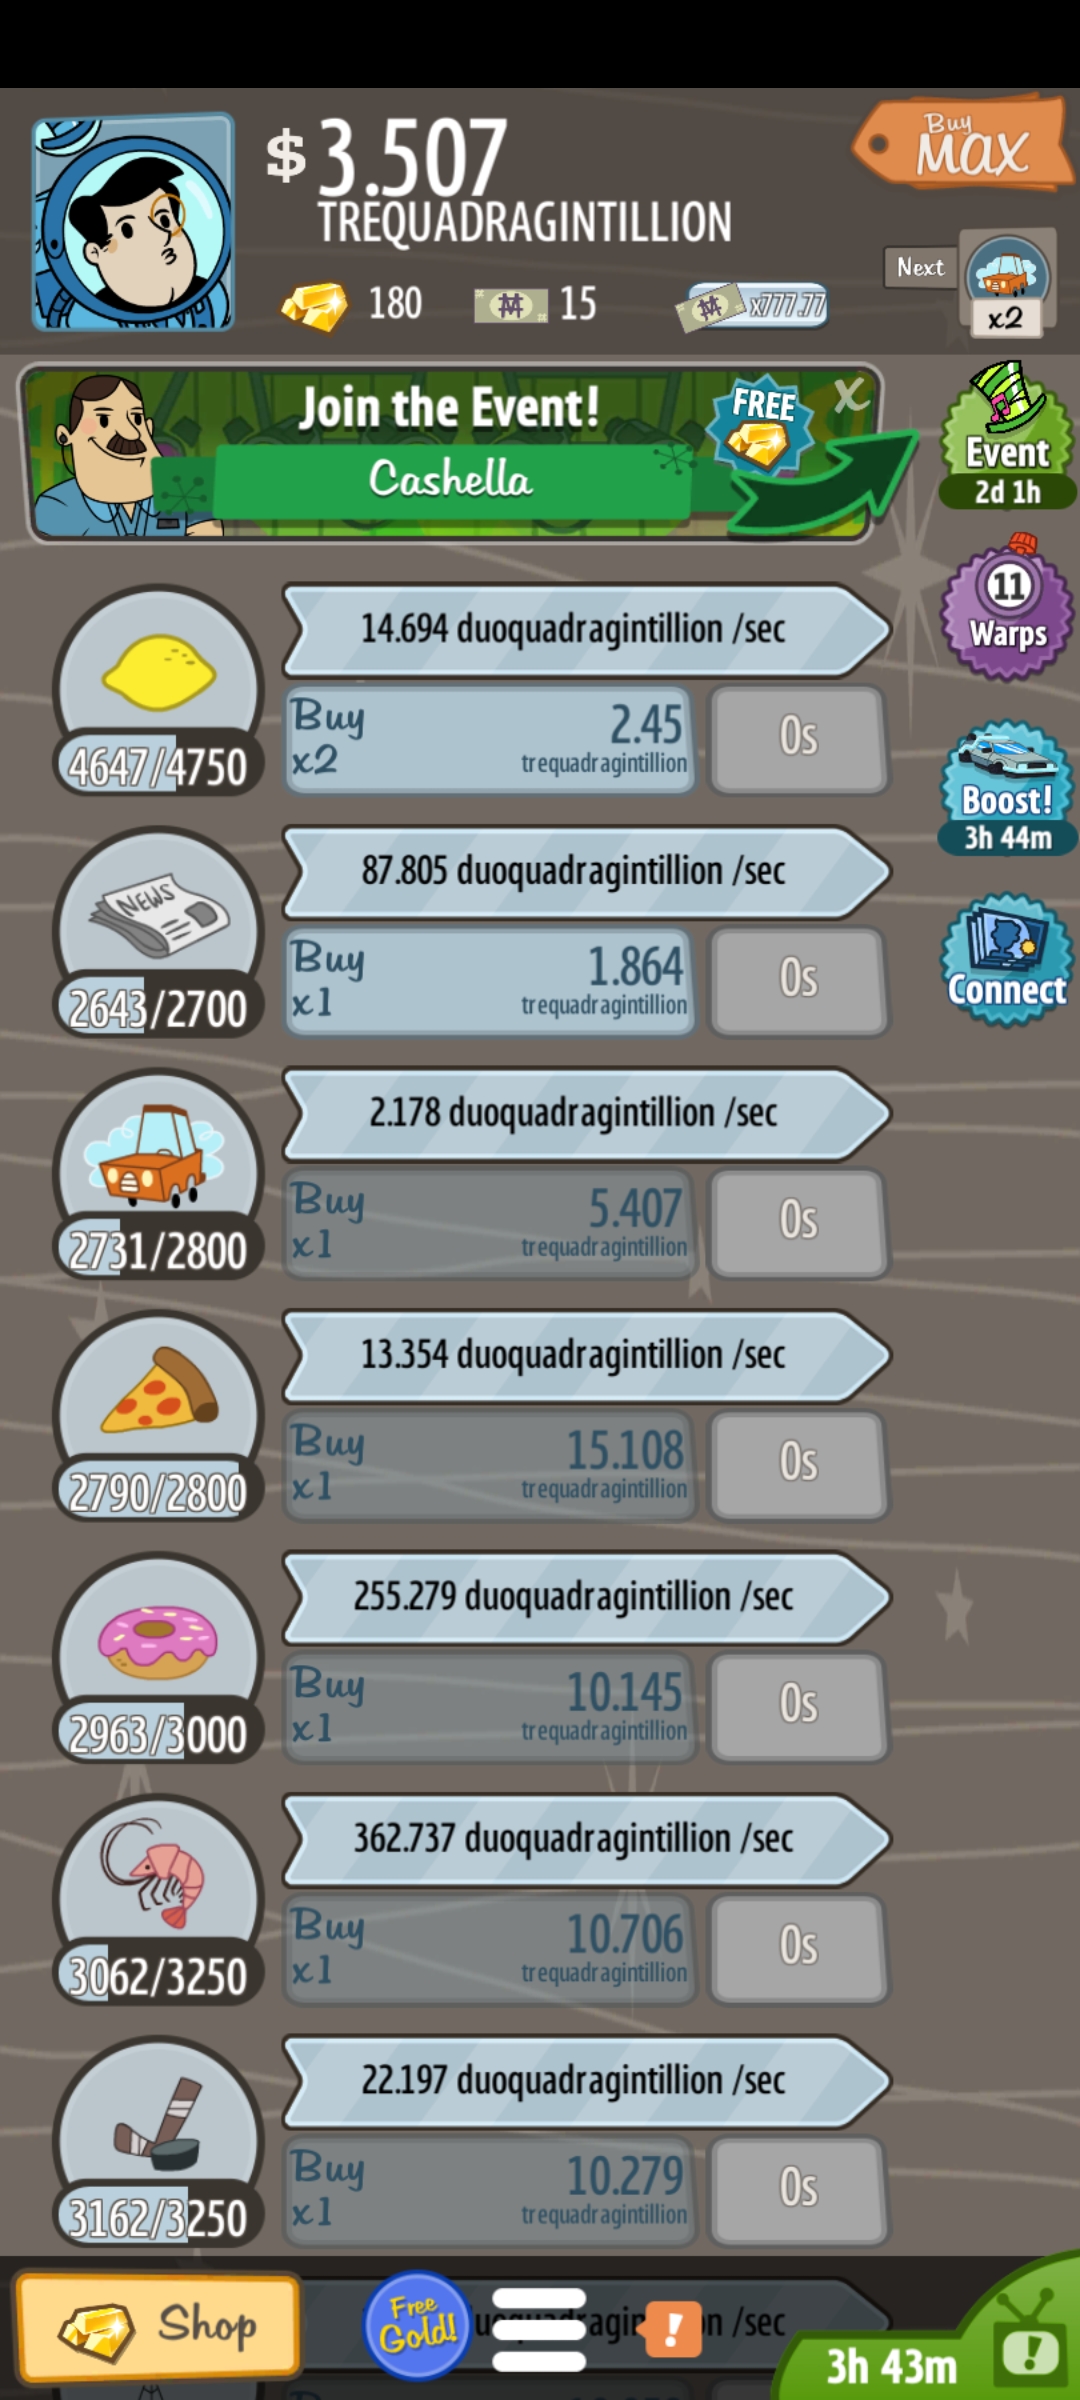 $ 3.507
TREQUADRAGINTILLION
Buy
MAX
180
15
x777.77
Next
x2
Join the Event!
Cashella
FREE
X
Event
2d 1h
11
Warps
Boost!
3h 44m
Connect
14.694 duoquadragintillion /sec
4647/4750
Buy
x2
2.45
trequadragintillion
0s
NEWS
87.805 duoquadragintillion /sec
2643/2700
Buy
x1
1.864
trequadragintillion
0s
2.178 duoquadragintillion /sec
2731/2800
Buy
x1
5.407
trequadragintillion
0s
13.354 duoquadragintillion /sec
2790/2800
Buy
x1
15.108
trequadragintillion
0s
255.279 duoquadragintillion /sec
2963/3000
Buy
x1
10.145
trequadragintillion
0s
362.737 duoquadragintillion /sec
3062/3250
Buy
x1
10.706
trequadragintillion
0s
22.197 duoquadragintillion /sec
3162/3250
Buy
x1
10.279
trequadragintillion
0s
Shop
Free
Gold!
/sec
!
3h 43m
!